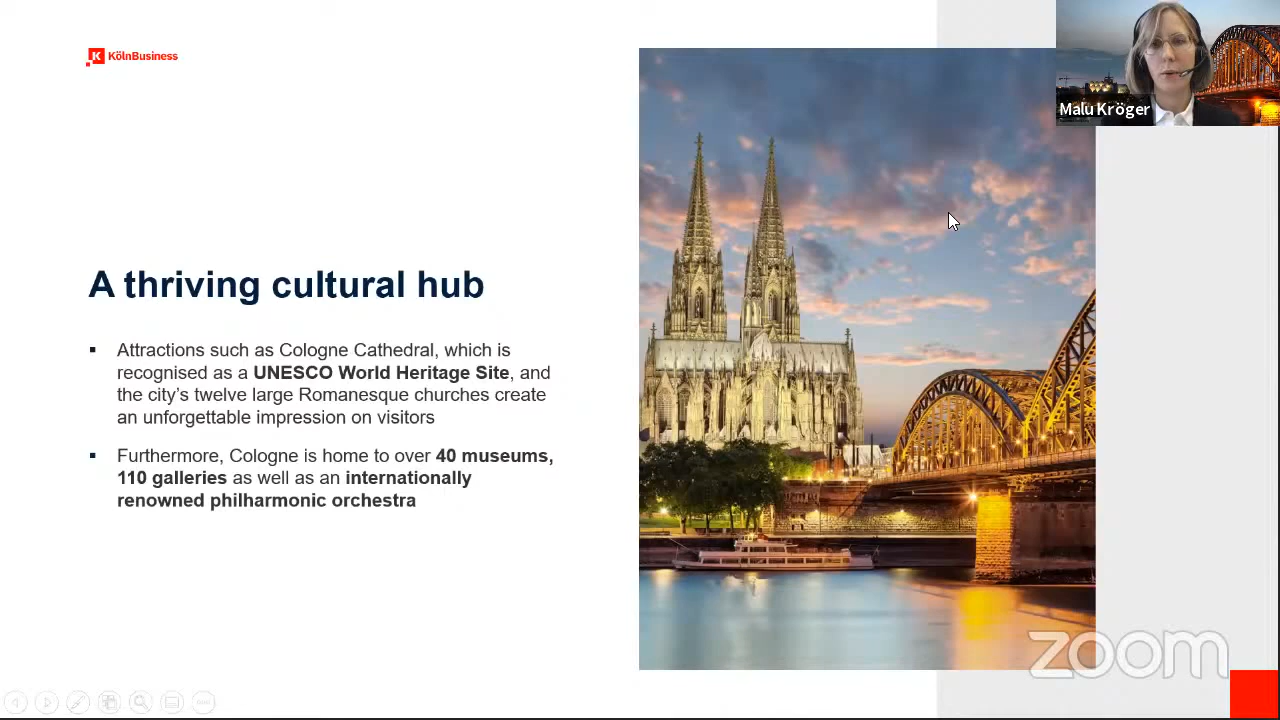 K KölnBusiness
Malu Kröger
A thriving cultural hub
▪ Attractions such as Cologne Cathedral, which is
recognised as a UNESCO World Heritage Site, and
the city’s twelve large Romanesque churches create
an unforgettable impression on visitors
▪ Furthermore, Cologne is home to over 40 museums,
110 galleries as well as an internationally
renowned philharmonic orchestra
zoom